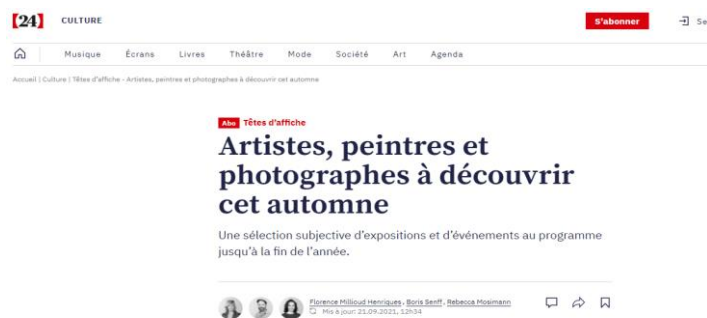 [24] CULTURE S'abonner Se
Musique Écrans Livres Théâtre Mode Société Art Agenda
Accueil | Culture | Têtes d'affiche - Artistes, peintres et photographes à découvrir cet automne
Abo Têtes d'affiche
Artistes, peintres et
photographes à découvrir
cet automne
Une sélection subjective d'expositions et d'événements au programme
jusqu'à la fin de l'année.
Florence Millioud Henriques, Boris Senff, Rebecca Mosimann
Mis à jour: 21.09.2021, 12h34